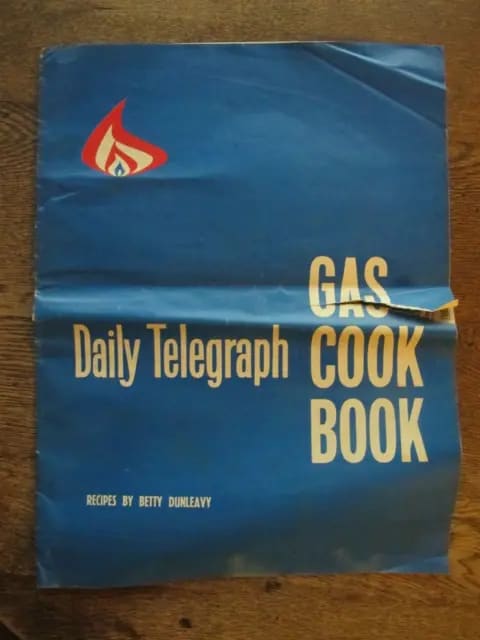 GAS
Daily Telegraph COOK
BOOK
RECIPES BY BETTY DUNLEAVY